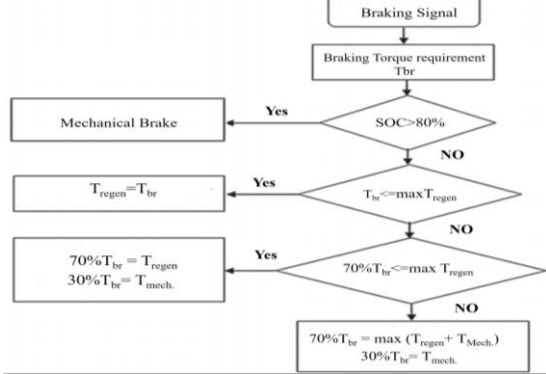 Braking Signal
Braking Torque requirement
Tbr
SOC>80%
Yes
Mechanical Brake
NO
Tbr<=maxTregen
Yes
Tregen=Tbr
NO
70%Tbr<=max Tregen
Yes
70%Tbr = Tregen
30%Tbr= Tmech.
NO
70%Tbr = max (Tregen+ TMech.)
30%Tbr= Tmech.